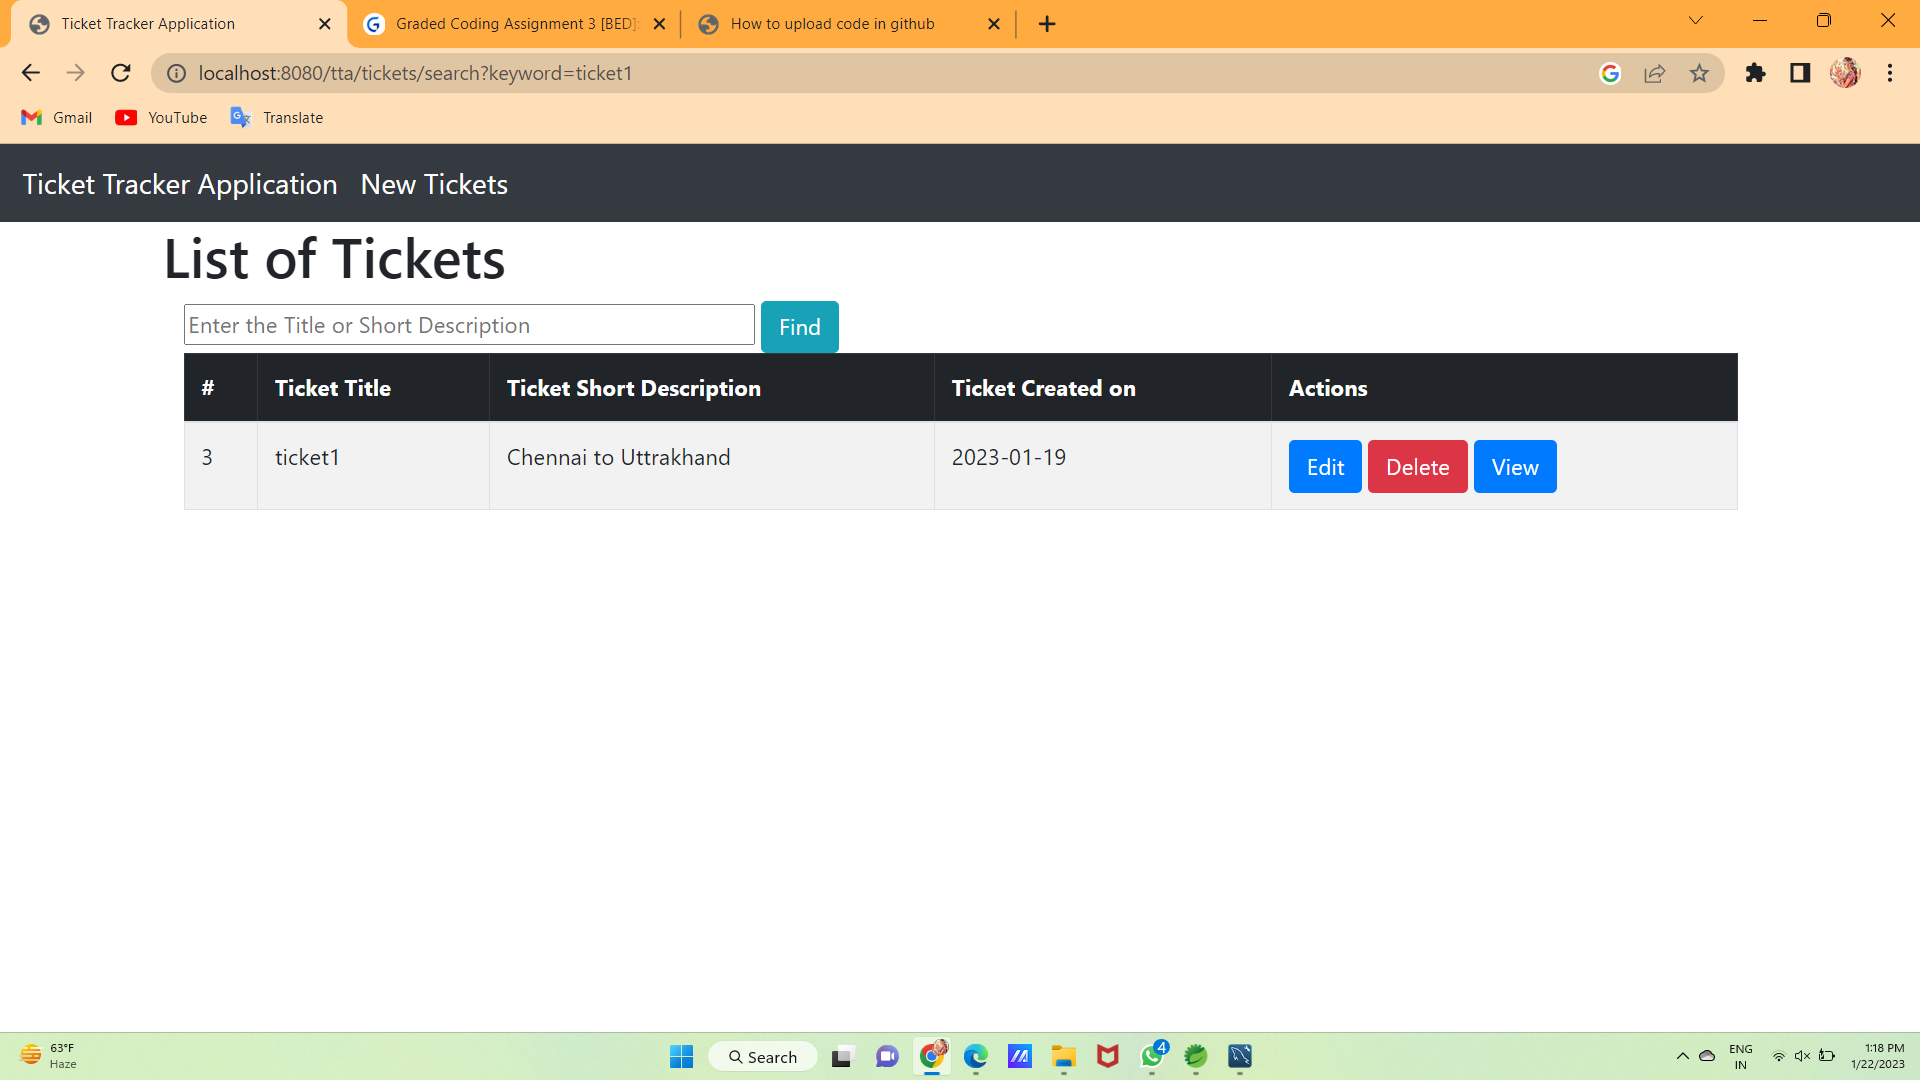 Ticket Tracker Application
Graded Coding Assignment 3 [BED]:
How to upload code in github
localhost:8080/tta/tickets/search?keyword=ticket1
Gmail YouTube Translate
Ticket Tracker Application New Tickets
List of Tickets
Enter the Title or Short Description Find
# Ticket Title Ticket Short Description Ticket Created on Actions
3 ticket1 Chennai to Uttrakhand 2023-01-19 Edit Delete View
63°F
Haze
Search
4
ENG
IN
1:18 PM
1/22/2023